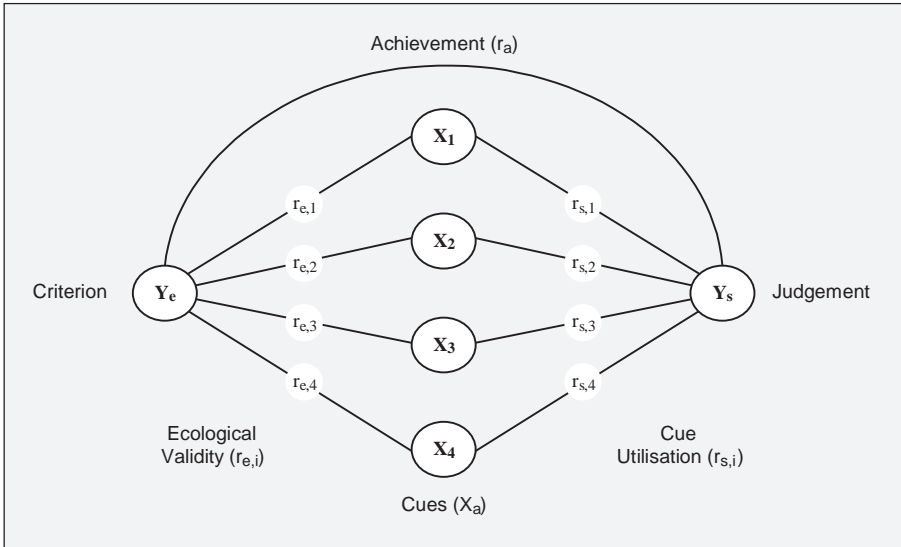 Achievement (rₐ)
X₁
rₑ,₁ rₛ,₁
X₂
rₑ,₂ rₛ,₂
Criterion Yₑ Yₛ Judgement
rₑ,₃ rₛ,₃
X₃
rₑ,₄ rₛ,₄
Ecological
Validity (rₑ,ᵢ)
X₄
Cue
Utilisation (rₛ,ᵢ)
Cues (Xₐ)